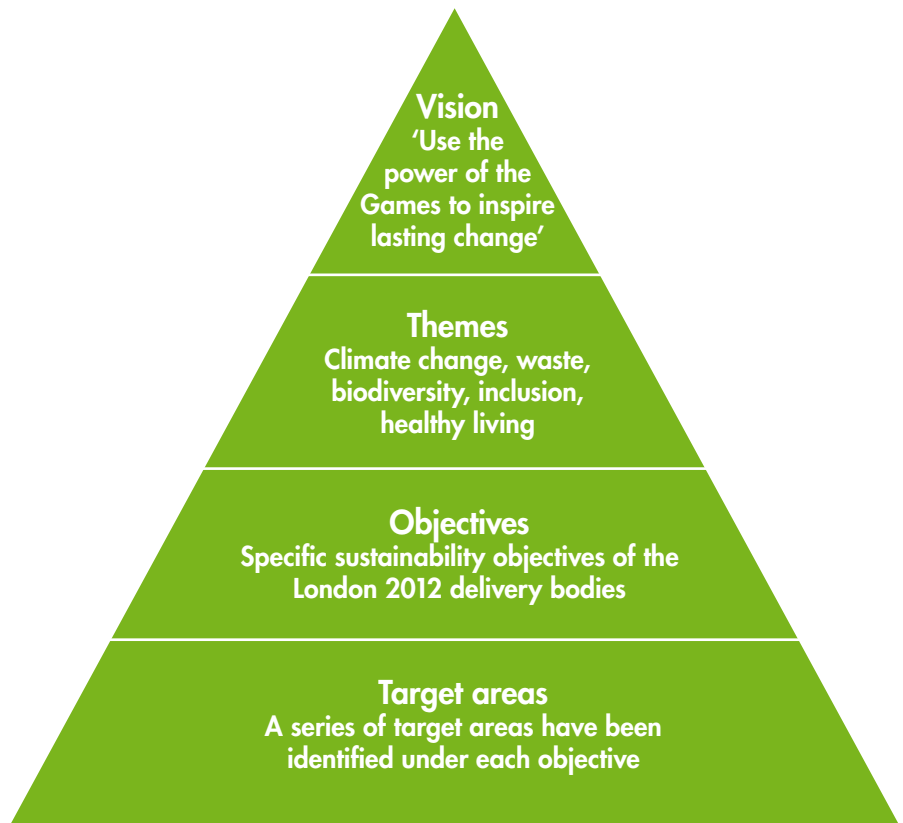 Vision
‘Use the
power of the
Games to inspire
lasting change’
Themes
Climate change, waste,
biodiversity, inclusion,
healthy living
Objectives
Specific sustainability objectives of the
London 2012 delivery bodies
Target areas
A series of target areas have been
identified under each objective